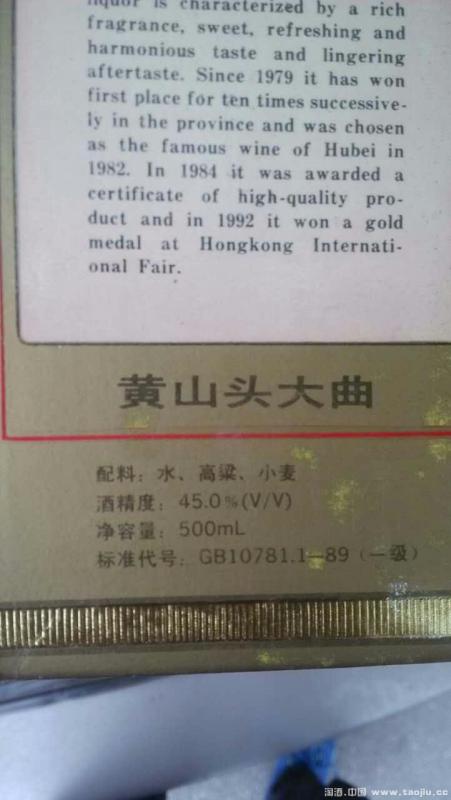 liquor is characterized by a rich
fragrance, sweet, refreshing and
harmonious taste and lingering
aftertaste. Since 1979 it has won
first place for ten times successive-
ly in the province and was chosen
as the famous wine of Hubei in
1982. In 1984 it was awarded a
certificate of high-quality pro-
duct and in 1992 it won a gold
medal at Hongkong Internati-
onal Fair.
黄山头大曲
配料：水、高粱、小麦
酒精度：45.0%(V/V)
净容量：500mL
标准代号：GB10781.1—89（一级）
淘酒.中国 www.taojiu.cc